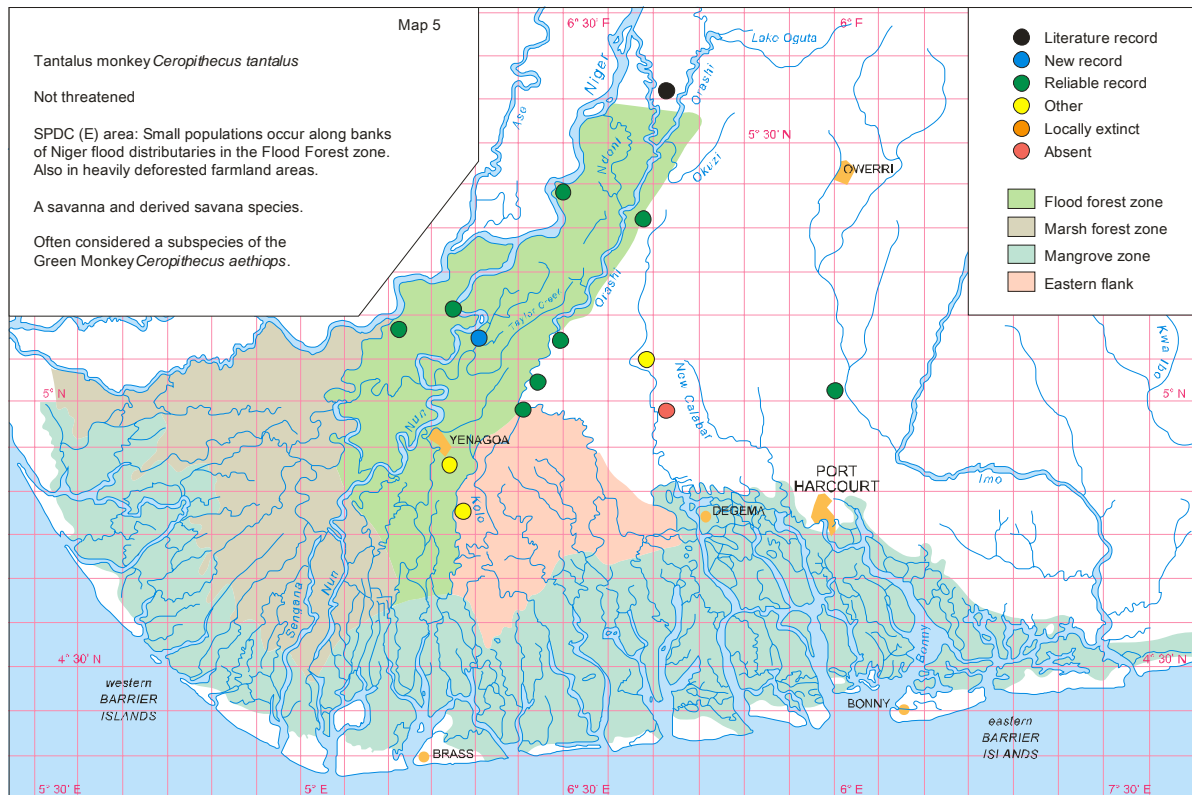 Map 5
Tantalus monkey Ceropithecus tantalus
Not threatened
SPDC (E) area: Small populations occur along banks
of Niger flood distributaries in the Flood Forest zone.
Also in heavily deforested farmland areas.
A savanna and derived savana species.
Often considered a subspecies of the
Green Monkey Ceropithecus aethiops.
6° 30' F
6° F
Literature record
New record
Reliable record
Other
Locally extinct
Absent
Flood forest zone
Marsh forest zone
Mangrove zone
Eastern flank
Lake Oguta
Niger
Orashi
Ase
5° 30' N
Ndoni
Okuzi
OWERRI
Orashi
Taylor Creek
Kwa Ibo
5° N
New Calabar
5° N
Nun
YENAGOA
PORT
HARCOURT
Imo
Kolo
DEGEMA
Sengana
Nun
Bonny
4° 30' N
4° 30' N
western
BARRIER
ISLANDS
BONNY
eastern
BARRIER
ISLANDS
BRASS
5° 30' E
5° E
6° 30' E
6° E
7° 30' E